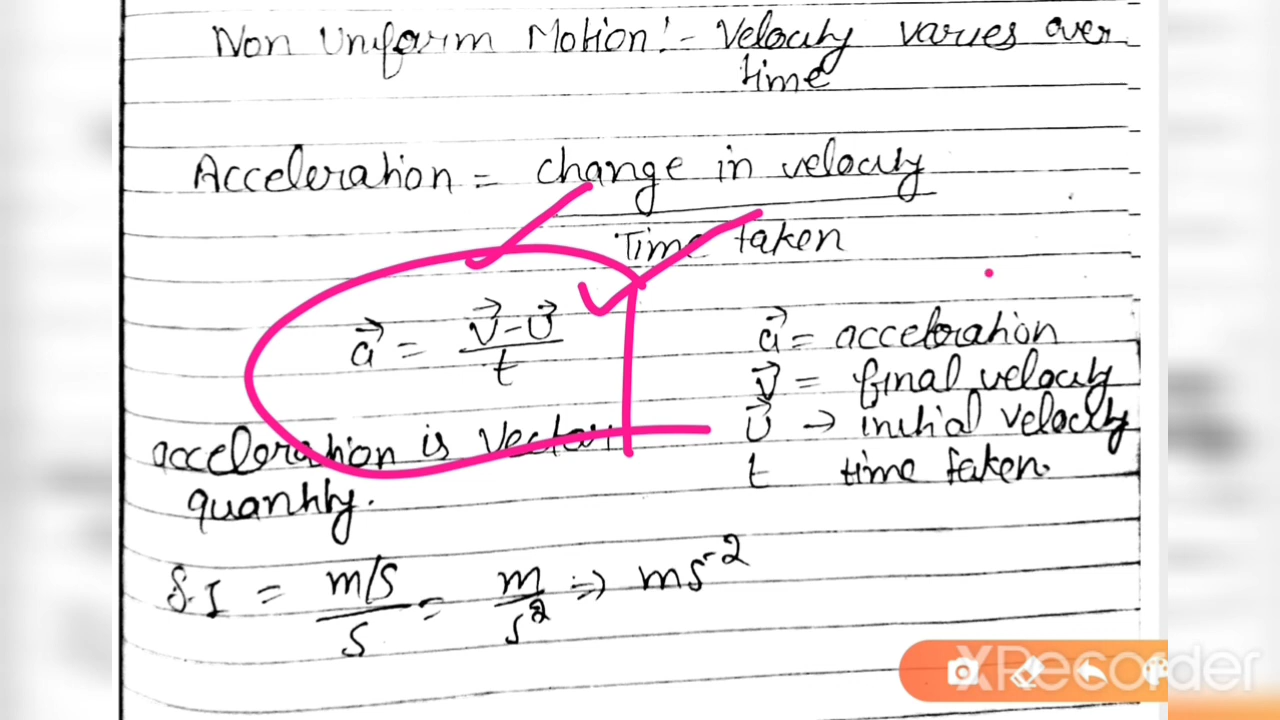 Non Uniform Motion:- Velocity varies over
time
Acceleration = change in velocity
Time taken
a⃗ = (v⃗ - u⃗)/t
a⃗ = acceleration
v⃗ = final velocity
u⃗ → initial velocity
t time taken.
acceleration is vector
quantity.
S.I = (m/s)/s = m/s² ⇒ ms⁻²
XRecorder